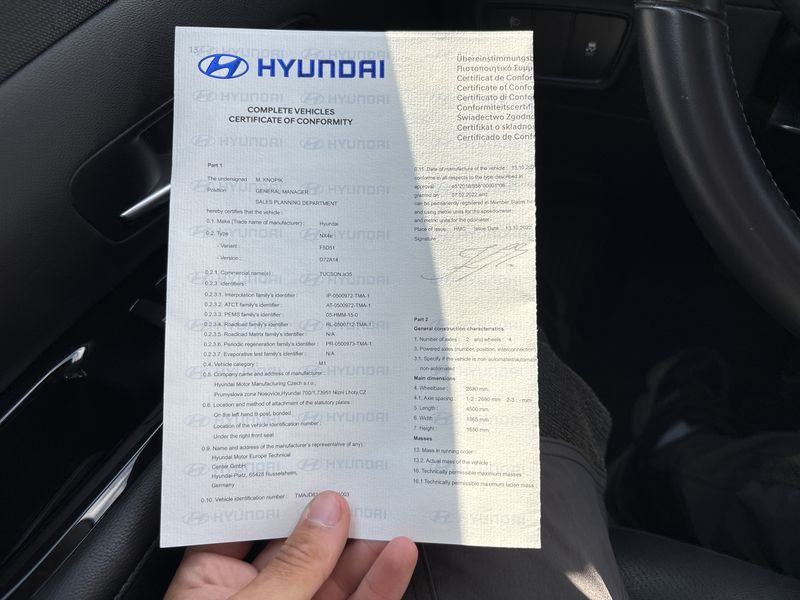 HYUNDAI
COMPLETE VEHICLES
CERTIFICATE OF CONFORMITY
Part 1
The undersigned : M. KNOPIK
Position : GENERAL MANAGER
SALES PLANNING DEPARTMENT
hereby certifies that the vehicle :
0.1. Make (Trade name of manufacturer) : Hyundai
0.2. Type : NX4e
- Variant : F5D51
- Version : D72A14
0.2.1. Commercial name(s) : TUCSON, ix35
0.2.3. Identifiers :
0.2.3.1. Interpolation family's identifier : IP-0500972-TMA-1
0.2.3.2. ATCT family's identifier : AT-0500972-TMA-1
0.2.3.3. PEMS family's identifier : 05-HMM-15-0
0.2.3.4. Roadload family's identifier : RL-0500712-TMA-1
0.2.3.5. Roadload Matrix family's identifier : N/A
0.2.3.6. Periodic regeneration family's identifier : PR-0500973-TMA-1
0.2.3.7. Evaporative test family's identifier : N/A
0.4. Vehicle category : M1
0.5. Company name and address of manufacturer :
Hyundai Motor Manufacturing Czech s.r.o.,
Prumyslova zona Nosovice, Hyundai 700/1, 73951 Nizni Lhoty, CZ
0.6. Location and method of attachment of the statutory plates :
On the left hand B-post, bonded
Location of the vehicle identification number :
Under the right front seat
0.9. Name and address of the manufacturer's representative (if any) :
Hyundai Motor Europe Technical
Center GmbH
Hyundai-Platz, 65428 Russelsheim,
Germany
0.10. Vehicle identification number :
Übereinstimmungsb
Πιστοποιητικό Συμμ
Certificat de Confor
Certificate of Confor
Certificato di Confor
Conformiteitscertifi
Świadectwo Zgodno
Certifikat o skladnos
Certificado de Confo
0.11. Date of manufacture of the vehicle : 13.10.202
conforms in all respects to the type described in
approval
granted on 07.02.2022 and
can be permanently registered in Member States ha
and using metric units for the speedometer
and metric units for the odometer.
Place of issue : HMC Issue Date : 13.10.2022
Signature :
Part 2
General construction characteristics
1. Number of axles : 2 and wheels : 4
3. Powered axles (number, position, interconnection)
3.1. Specify if the vehicle is non-automated/automate
non-automated
Main dimensions
4. Wheelbase : 2680 mm
4.1. Axle spacing : 1-2 : 2680 mm 2-3 : - mm
5. Length : 4500 mm
6. Width : 1865 mm
7. Height : 1650 mm
Masses
13. Mass in running order :
13.2. Actual mass of the vehicle :
16. Technically permissible maximum masses
16.1 Technically permissible maximum laden mass